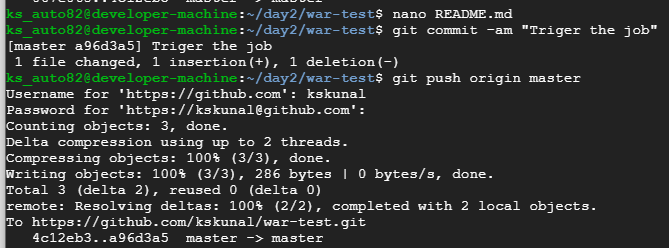 ks_auto82@developer-machine:~/day2/war-test$ nano README.md
ks_auto82@developer-machine:~/day2/war-test$ git commit -am "Triger the job"
[master a96d3a5] Triger the job
 1 file changed, 1 insertion(+), 1 deletion(-)
ks_auto82@developer-machine:~/day2/war-test$ git push origin master
Username for 'https://github.com': kskunal
Password for 'https://kskunal@github.com':
Counting objects: 3, done.
Delta compression using up to 2 threads.
Compressing objects: 100% (3/3), done.
Writing objects: 100% (3/3), 286 bytes | 0 bytes/s, done.
Total 3 (delta 2), reused 0 (delta 0)
remote: Resolving deltas: 100% (2/2), completed with 2 local objects.
To https://github.com/kskunal/war-test.git
   4c12eb3..a96d3a5  master -> master